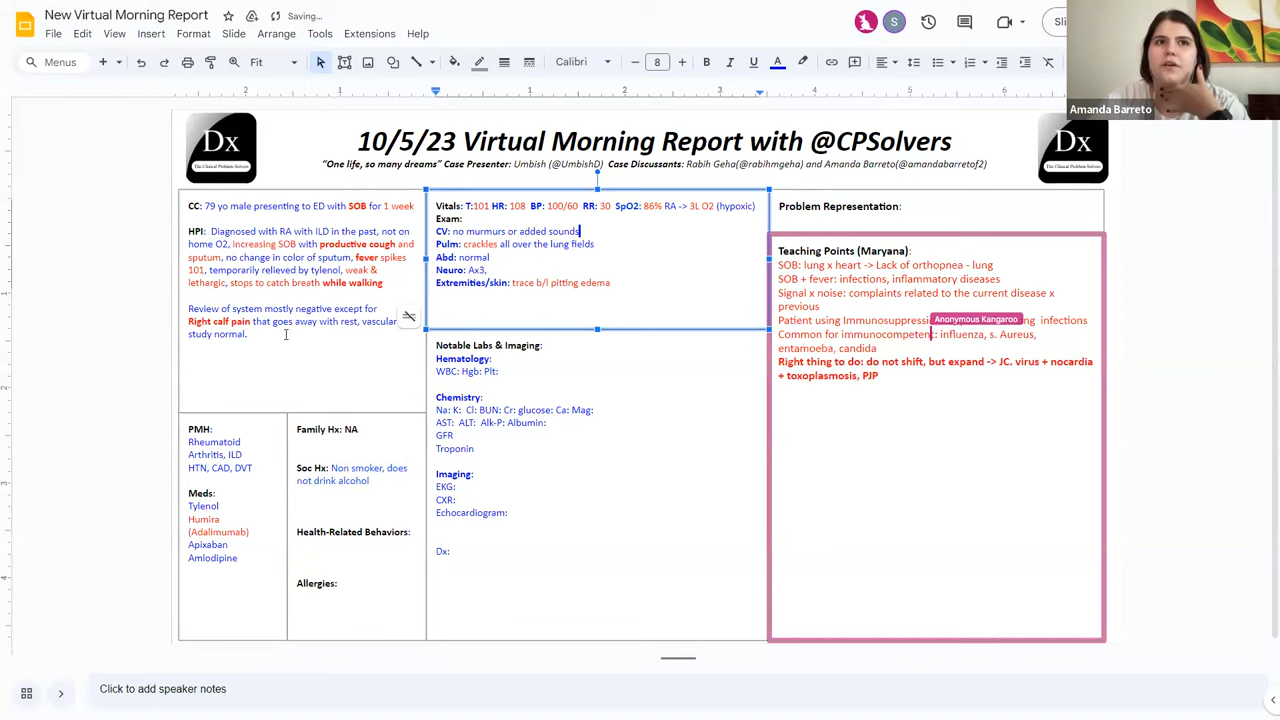 New Virtual Morning Report
Saving...
File Edit View Insert Format Slide Arrange Tools Extensions Help
S
Menus
Fit
Calibri
8
B I U A
Amanda Barreto
Dx
The Clinical Problem Solvers
10/5/23 Virtual Morning Report with @CPSolvers
“One life, so many dreams” Case Presenter: Umbish (@UmbishD) Case Discussants: Rabih Geha(@rabihmgeha) and Amanda Barreto(@amandabarretof2)
Dx
The Clinical Problem Solvers
CC: 79 yo male presenting to ED with SOB for 1 week
HPI: Diagnosed with RA with ILD in the past, not on
home O2, increasing SOB with productive cough and
sputum, no change in color of sputum, fever spikes
101, temporarily relieved by tylenol, weak &
lethargic, stops to catch breath while walking
Review of system mostly negative except for
Right calf pain that goes away with rest, vascular
study normal.
PMH:
Rheumatoid
Arthritis, ILD
HTN, CAD, DVT
Meds:
Tylenol
Humira
(Adalimumab)
Apixaban
Amlodipine
Family Hx: NA
Soc Hx: Non smoker, does
not drink alcohol
Health-Related Behaviors:
Allergies:
Vitals: T:101 HR: 108 BP: 100/60 RR: 30 SpO2: 86% RA -> 3L O2 (hypoxic)
Exam:
CV: no murmurs or added sounds
Pulm: crackles all over the lung fields
Abd: normal
Neuro: Ax3,
Extremities/skin: trace b/l pitting edema
Notable Labs & Imaging:
Hematology:
WBC: Hgb: Plt:
Chemistry:
Na: K: Cl: BUN: Cr: glucose: Ca: Mag:
AST: ALT: Alk-P: Albumin:
GFR
Troponin
Imaging:
EKG:
CXR:
Echocardiogram:
Dx:
Problem Representation:
Teaching Points (Maryana):
SOB: lung x heart -> Lack of orthopnea - lung
SOB + fever: infections, inflammatory diseases
Signal x noise: complaints related to the current disease x
previous
Patient using Immunosuppressi
Anonymous Kangaroo
ng infections
Common for immunocompetent: influenza, s. Aureus,
entamoeba, candida
Right thing to do: do not shift, but expand -> JC. virus + nocardia
+ toxoplasmosis, PJP
Click to add speaker notes